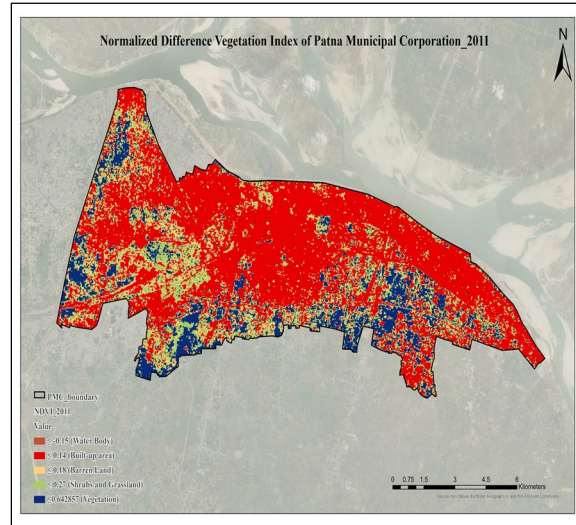 Normalized Difference Vegetation Index of Patna Municipal Corporation_2011
N
PMC_boundary
NDVI_2011
Value
≤-0.15 (Water Body)
≤0.14 (Built-up area)
≤0.18 (Barren Land)
≤0.27 (Shrubs and Grassland)
≤0.642857 (Vegetation)
0 0.75 1.5 3 4.5 6
Kilometers